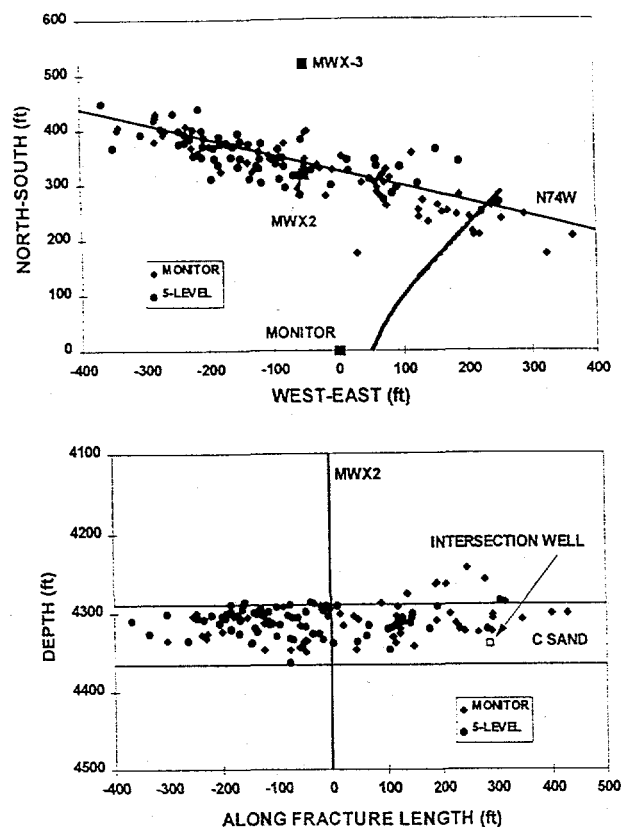 600
500
400
300
200
100
0
NORTH-SOUTH (ft)
MWX-3
MWX2
N74W
MONITOR
5-LEVEL
MONITOR
-400 -300 -200 -100 0 100 200 300 400
WEST-EAST (ft)
4100
4200
4300
4400
4500
DEPTH (ft)
MWX2
INTERSECTION WELL
C SAND
MONITOR
5-LEVEL
-400 -300 -200 -100 0 100 200 300 400 500
ALONG FRACTURE LENGTH (ft)